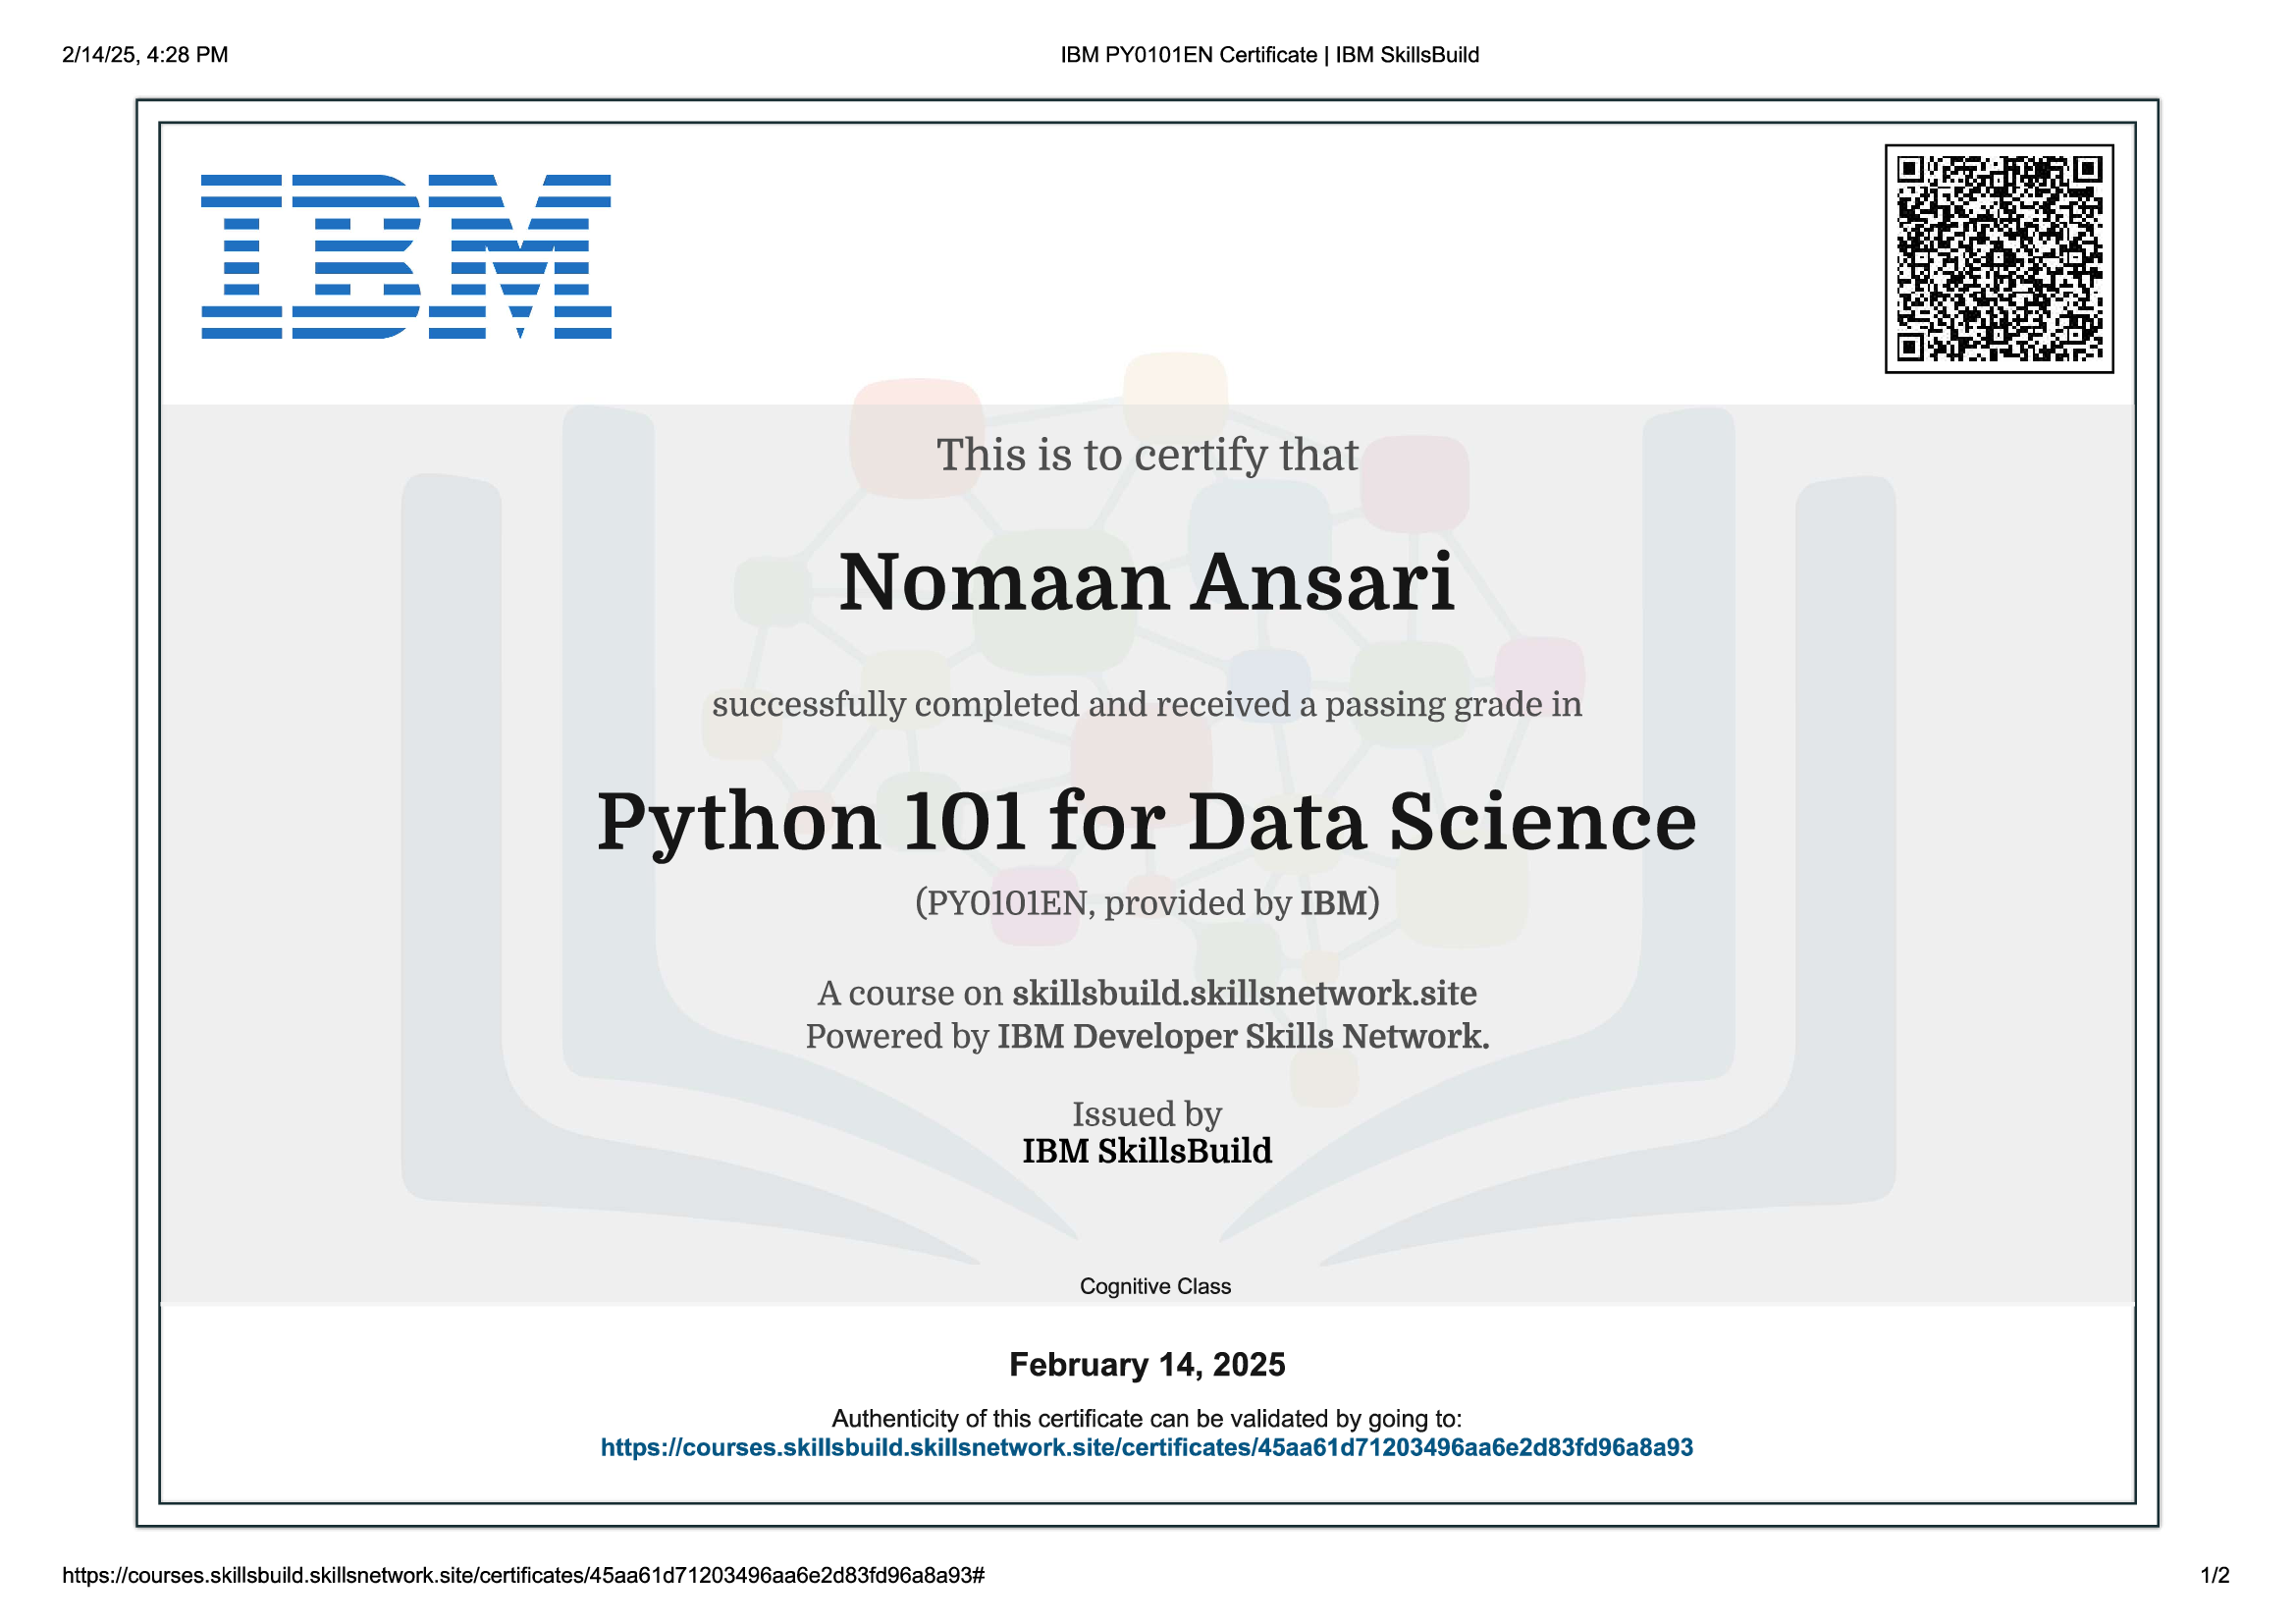 2/14/25, 4:28 PM
IBM PY0101EN Certificate | IBM SkillsBuild
IBM
This is to certify that
Nomaan Ansari
successfully completed and received a passing grade in
Python 101 for Data Science
(PY0101EN, provided by IBM)
A course on skillsbuild.skillsnetwork.site
Powered by IBM Developer Skills Network.
Issued by
IBM SkillsBuild
Cognitive Class
February 14, 2025
Authenticity of this certificate can be validated by going to:
https://courses.skillsbuild.skillsnetwork.site/certificates/45aa61d71203496aa6e2d83fd96a8a93
https://courses.skillsbuild.skillsnetwork.site/certificates/45aa61d71203496aa6e2d83fd96a8a93#
1/2